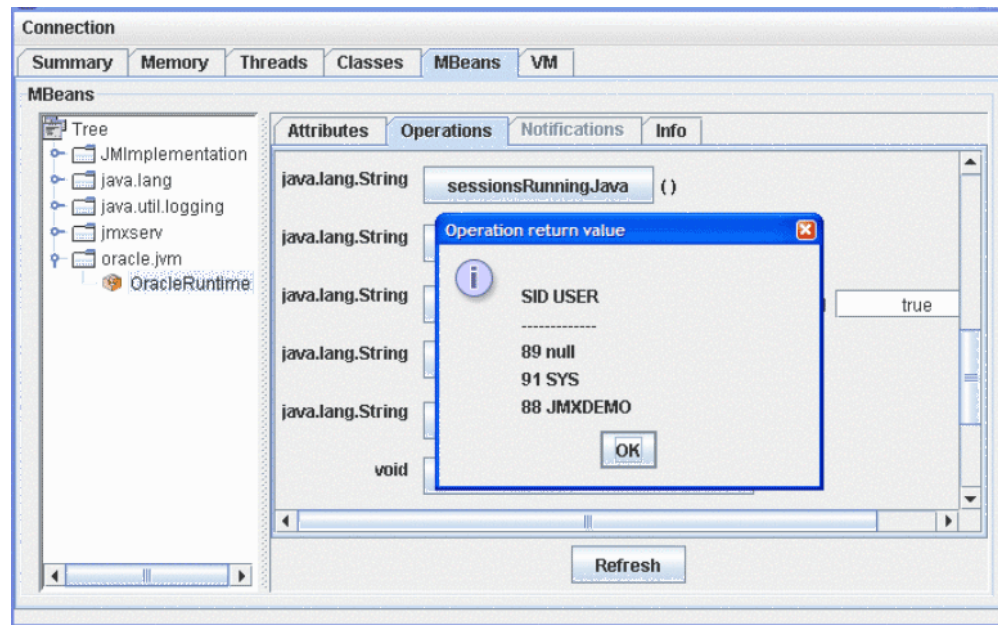 Connection
Summary Memory Threads Classes MBeans VM
MBeans
Tree
JMImplementation
java.lang
java.util.logging
jmxserv
oracle.jvm
OracleRuntime
Attributes Operations Notifications Info
java.lang.String sessionsRunningJava ( )
java.lang.String
java.lang.String true
java.lang.String
java.lang.String
void
Operation return value
SID USER
-------------
89 null
91 SYS
88 JMXDEMO
OK
Refresh